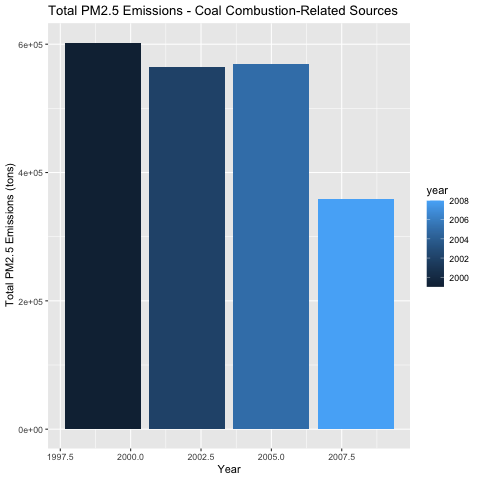 Total PM2.5 Emissions - Coal Combustion-Related Sources
Total PM2.5 Emissions (tons)
6e+05
4e+05
2e+05
0e+00
1997.5 2000.0 2002.5 2005.0 2007.5
Year
year
2008
2006
2004
2002
2000